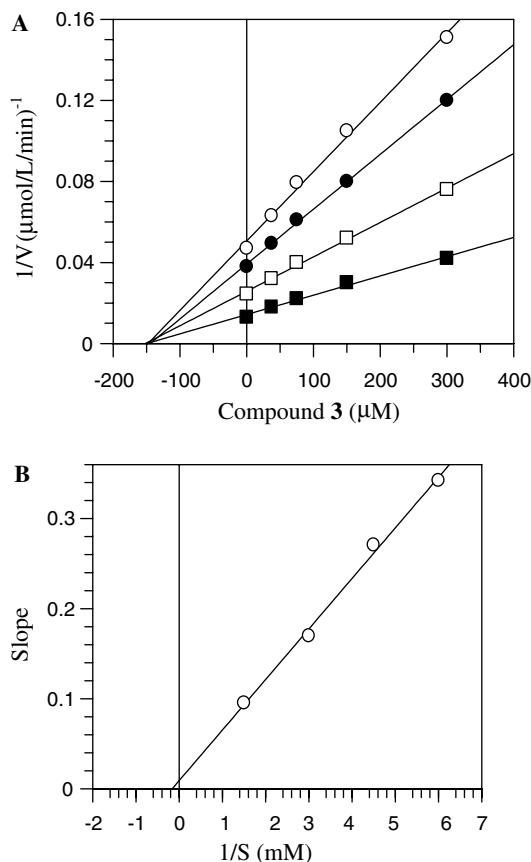 A
0.16
0.12
0.08
0.04
0
1/V (μmol/L/min)-1
-200 -100 0 100 200 300 400
Compound 3 (μM)
B
0.3
0.2
0.1
0
Slope
-2 -1 0 1 2 3 4 5 6 7
1/S (mM)